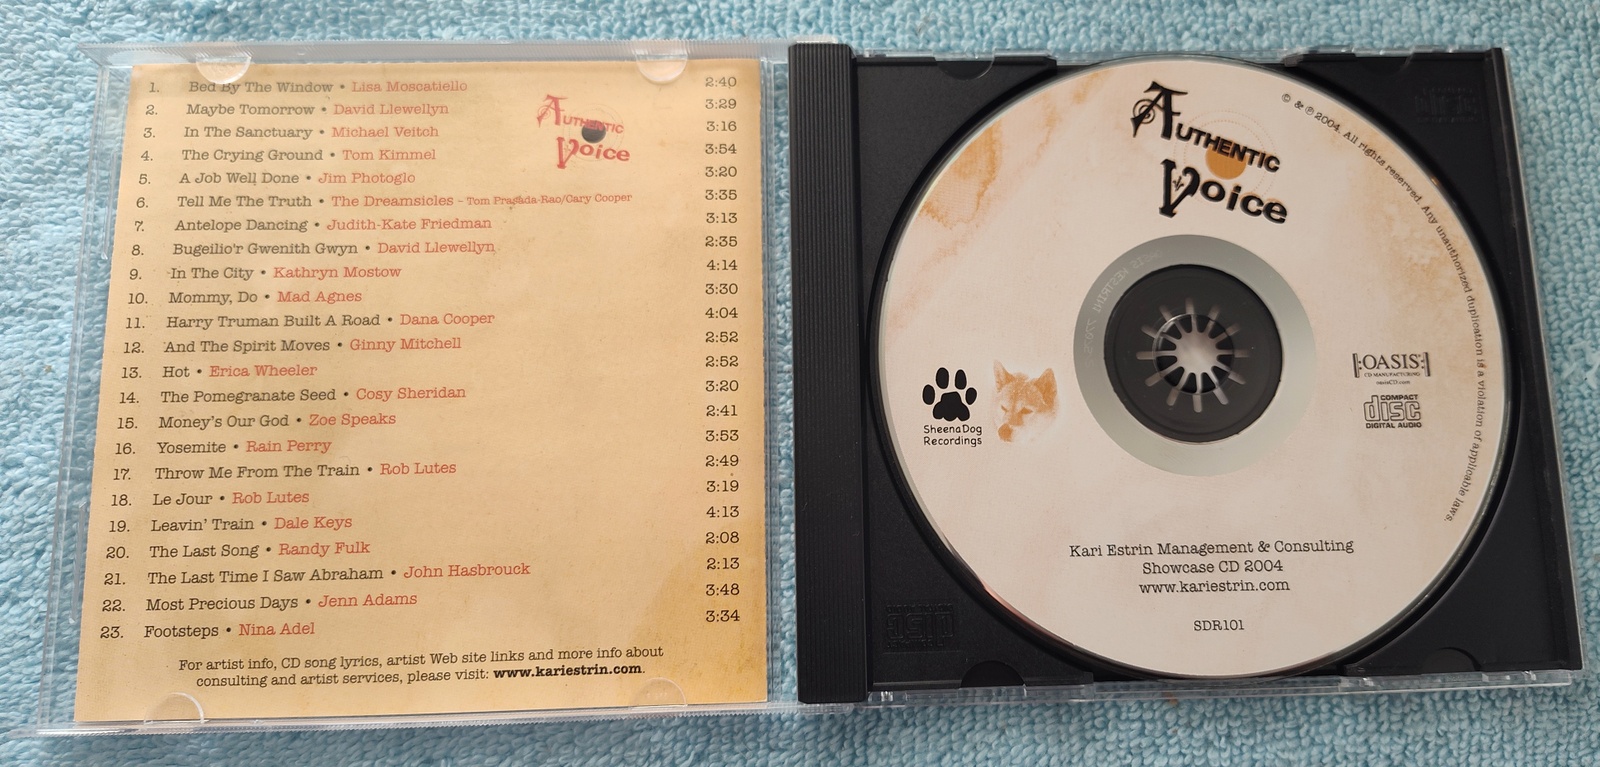 1. Bed By The Window • Lisa Moscatiello 2:40
2. Maybe Tomorrow • David Llewellyn 3:29
3. In The Sanctuary • Michael Veitch 3:16
4. The Crying Ground • Tom Kimmel 3:54
5. A Job Well Done • Jim Photoglo 3:20
6. Tell Me The Truth • The Dreamsicles - Tom Prasada-Rao/Cary Cooper 3:35
7. Antelope Dancing • Judith-Kate Friedman 3:13
8. Bugeilio'r Gwenith Gwyn • David Llewellyn 2:35
9. In The City • Kathryn Mostow 4:14
10. Mommy, Do • Mad Agnes 3:30
11. Harry Truman Built A Road • Dana Cooper 4:04
12. And The Spirit Moves • Ginny Mitchell 2:52
13. Hot • Erica Wheeler 2:52
14. The Pomegranate Seed • Cosy Sheridan 3:20
15. Money's Our God • Zoe Speaks 2:41
16. Yosemite • Rain Perry 3:53
17. Throw Me From The Train • Rob Lutes 2:49
18. Le Jour • Rob Lutes 3:19
19. Leavin' Train • Dale Keys 4:13
20. The Last Song • Randy Fulk 2:08
21. The Last Time I Saw Abraham • John Hasbrouck 2:13
22. Most Precious Days • Jenn Adams 3:48
23. Footsteps • Nina Adel 3:34
Authentic
Voice
For artist info, CD song lyrics, artist Web site links and more info about
consulting and artist services, please visit: www.kariestrin.com.
Authentic
Voice
© & ℗ 2004. All rights reserved. Any unauthorized duplication is a violation of applicable laws.
SheenaDog
Recordings
OASIS
CD MANUFACTURING
oasisCD.com
COMPACT
disc
DIGITAL AUDIO
Kari Estrin Management & Consulting
Showcase CD 2004
www.kariestrin.com
SDR101